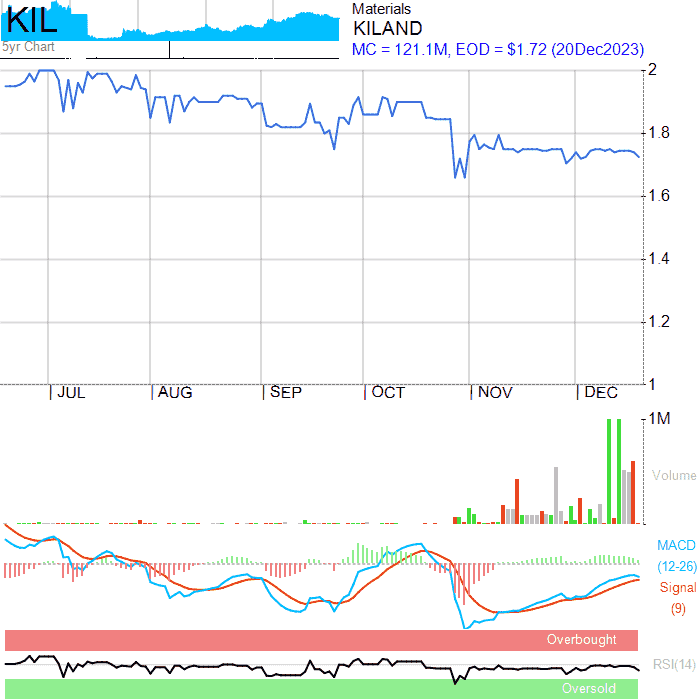 KIL
5yr Chart
Materials
KILAND
MC = 121.1M, EOD = $1.72 (20Dec2023)
2
1.8
1.6
1.4
1.2
1
JUL AUG SEP OCT NOV DEC
1M
Volume
MACD
(12-26)
Signal
(9)
Overbought
RSI(14)
Oversold